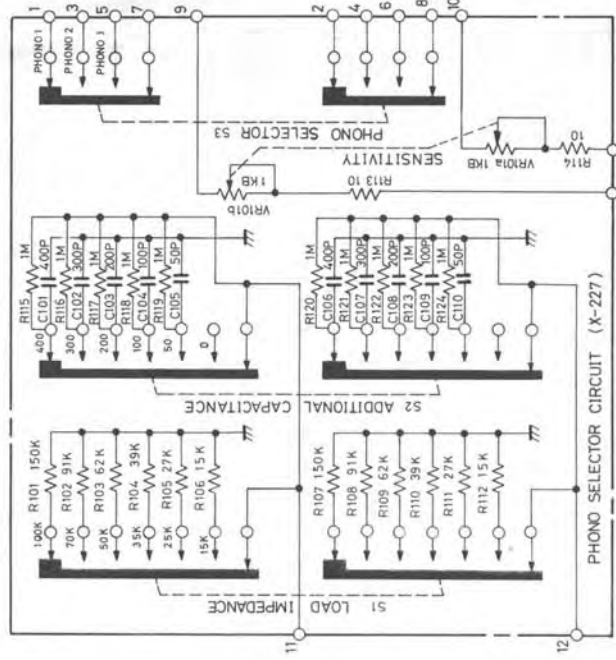 1
3
5
7
9
2
4
6
8
10
PHONO 1
PHONO 2
PHONO 3
PHONO SELECTOR S3
SENSITIVITY
VR101b
1KB
R113 10
VR101a 1KB
R114
10
R115
1M
C101
400P
R116
1M
C102
300P
R117
1M
C103
200P
R118
1M
C104
100P
R119
1M
C105
50P
400
300
200
100
50
0
R120
1M
C106
400P
R121
1M
C107
300P
R122
1M
C108
200P
R123
1M
C109
100P
R124
1M
C110
50P
S2 ADDITIONAL CAPACITANCE
R101 150K
R102 91K
R103 62K
R104 39K
R105 27K
R106 15K
100K
70K
50K
35K
25K
15K
R107 150K
R108 91K
R109 62K
R110 39K
R111 27K
R112 15K
S1 LOAD IMPEDANCE
11
12
PHONO SELECTOR CIRCUIT (X-227)